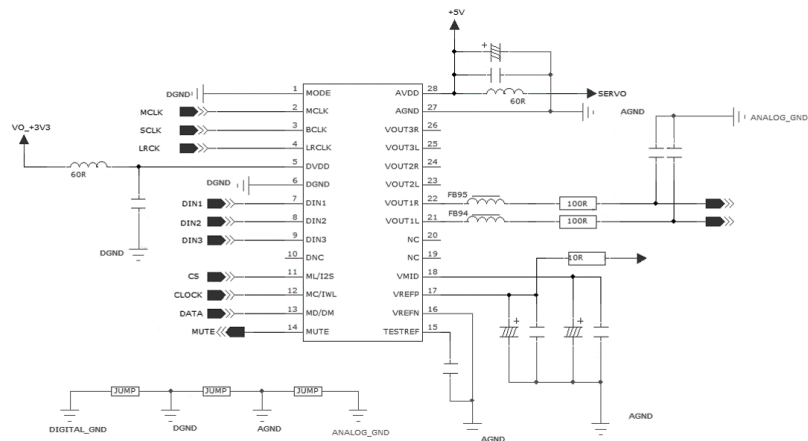 +5V
SERVO
60R
DGND
1 MODE AVDD 28
MCLK 2 MCLK AGND 27 AGND ANALOG_GND
SCLK 3 BCLK VOUT3R 26
LRCK 4 LRCLK VOUT3L 25
VO_+3V3
60R
5 DVDD VOUT2R 24
DGND 6 DGND VOUT2L 23
DIN1 7 DIN1 VOUT1R 22 FB95 100R
DIN2 8 DIN2 VOUT1L 21 FB94 100R
DIN3 9 DIN3 NC 20
DGND
10 DNC NC 19 10R
CS 11 ML/I2S VMID 18
CLOCK 12 MC/IWL VREFP 17
DATA 13 MD/DM VREFN 16
MUTE 14 MUTE TESTREF 15
JUMP JUMP JUMP
DIGITAL_GND DGND AGND ANALOG_GND
AGND
AGND